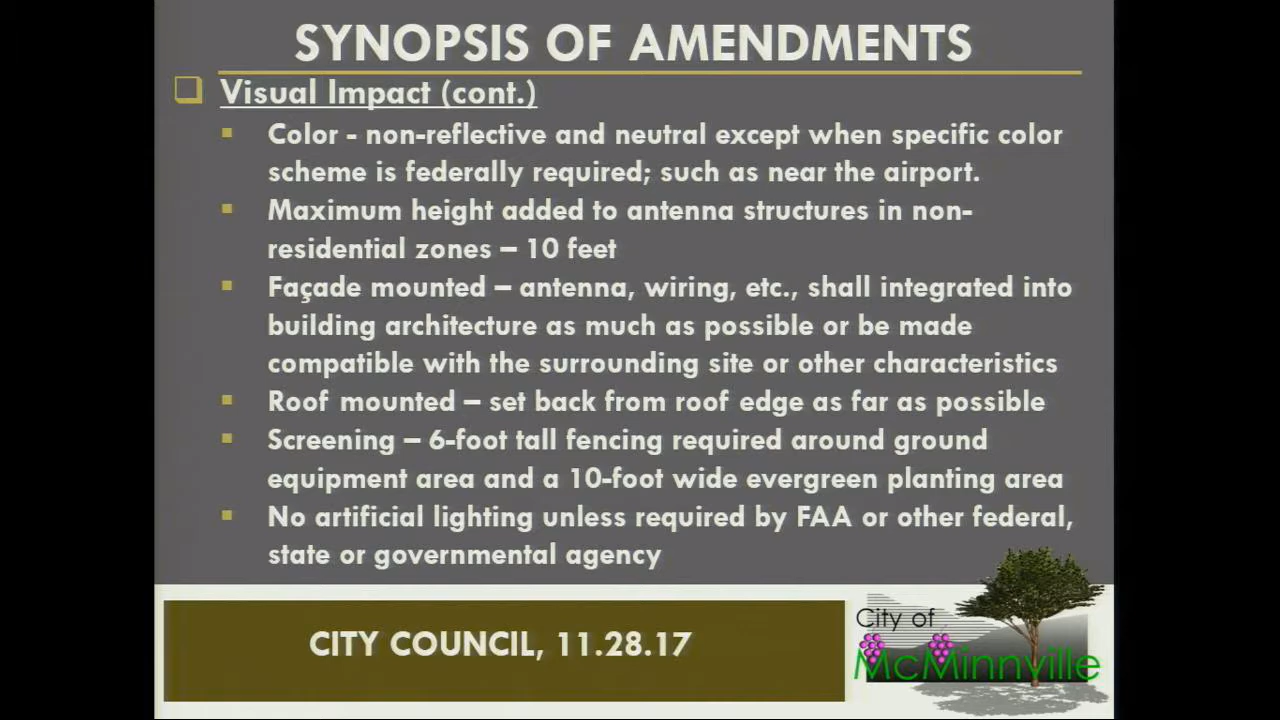 SYNOPSIS OF AMENDMENTS
Visual Impact (cont.)
Color - non-reflective and neutral except when specific color
scheme is federally required; such as near the airport.
Maximum height added to antenna structures in non-
residential zones – 10 feet
Façade mounted – antenna, wiring, etc., shall integrated into
building architecture as much as possible or be made
compatible with the surrounding site or other characteristics
Roof mounted – set back from roof edge as far as possible
Screening – 6-foot tall fencing required around ground
equipment area and a 10-foot wide evergreen planting area
No artificial lighting unless required by FAA or other federal,
state or governmental agency
CITY COUNCIL, 11.28.17
City of
McMinnville